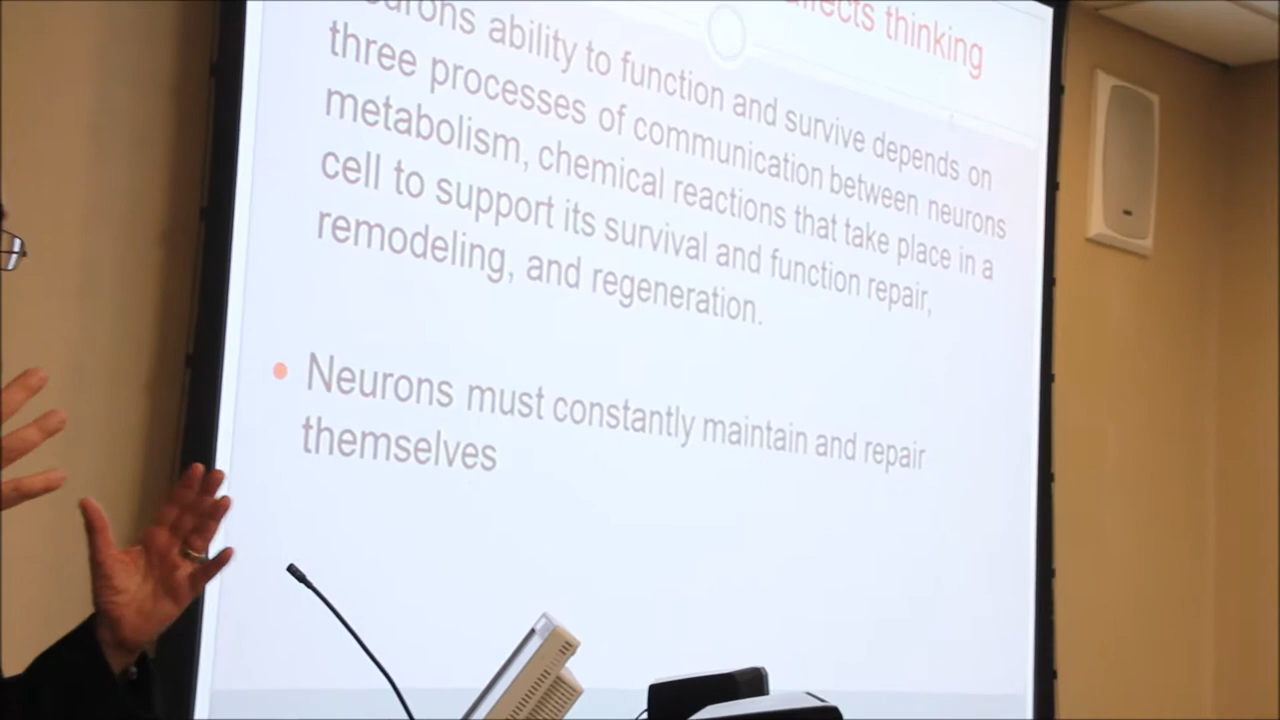 thinking
ability to function and survive depends on
three processes of communication between neurons
metabolism, chemical reactions that take place in a
cell to support its survival and function repair,
remodeling, and regeneration.
• Neurons must constantly maintain and repair
themselves